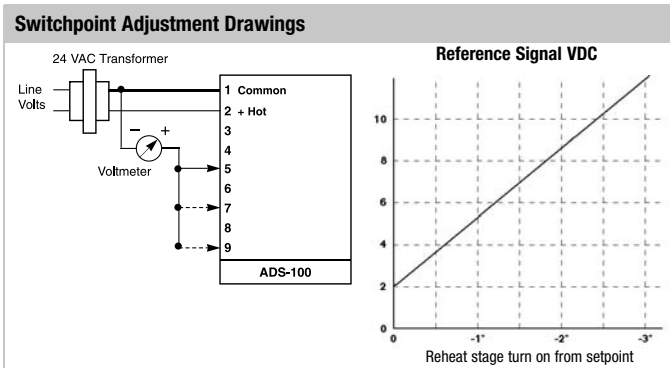 Switchpoint Adjustment Drawings
24 VAC Transformer
Line
Volts
− +
Voltmeter
1 Common
2 + Hot
3
4
5
6
7
8
9
ADS-100
Reference Signal VDC
10
8
6
4
2
0
0 -1° -2° -3°
Reheat stage turn on from setpoint